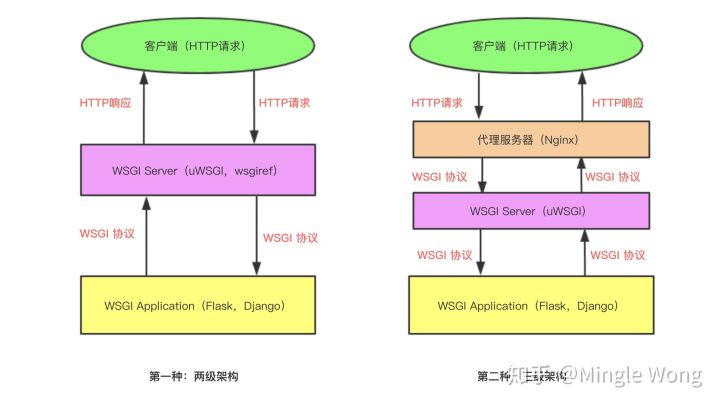 客户端（HTTP请求）
HTTP响应
HTTP请求
WSGI Server（uWSGI，wsgiref）
WSGI 协议
WSGI 协议
WSGI Application（Flask，Django）
第一种：两级架构
客户端（HTTP请求）
HTTP请求
HTTP响应
代理服务器（Nginx）
WSGI 协议
WSGI 协议
WSGI Server（uWSGI）
WSGI 协议
WSGI 协议
WSGI Application（Flask，Django）
第二种：三级架构
知乎 @Mingle Wong